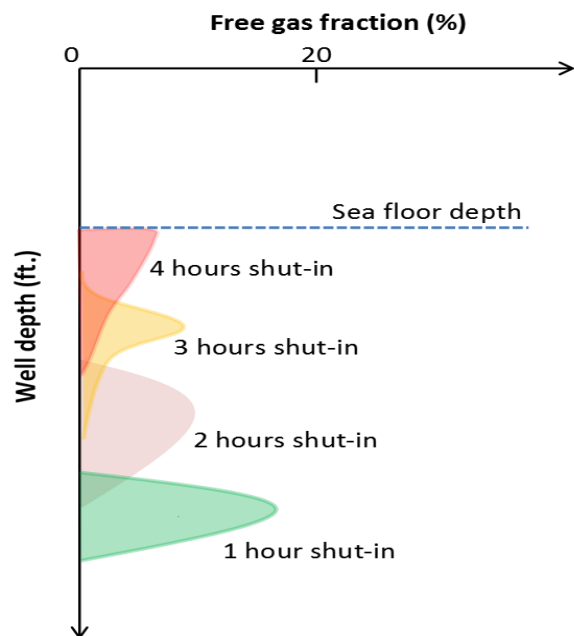 Free gas fraction (%)
0
20
Sea floor depth
4 hours shut-in
Well depth (ft.)
3 hours shut-in
2 hours shut-in
1 hour shut-in